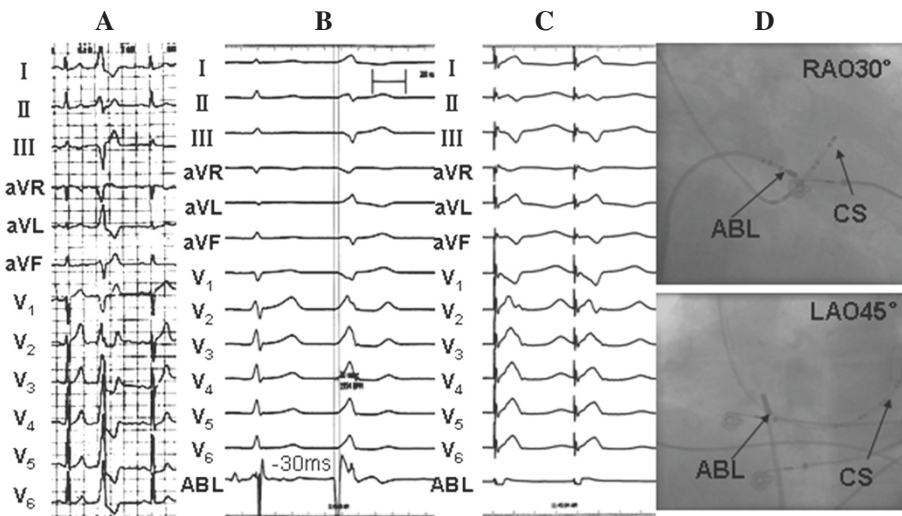 A B C D
I
II
III
aVR
aVL
aVF
V1
V2
V3
V4
V5
V6
I
II
III
aVR
aVL
aVF
V1
V2
V3
V4
V5
V6
ABL
-30ms
I
II
III
aVR
aVL
aVF
V1
V2
V3
V4
V5
V6
ABL
RAO30°
ABL
CS
LAO45°
ABL
CS